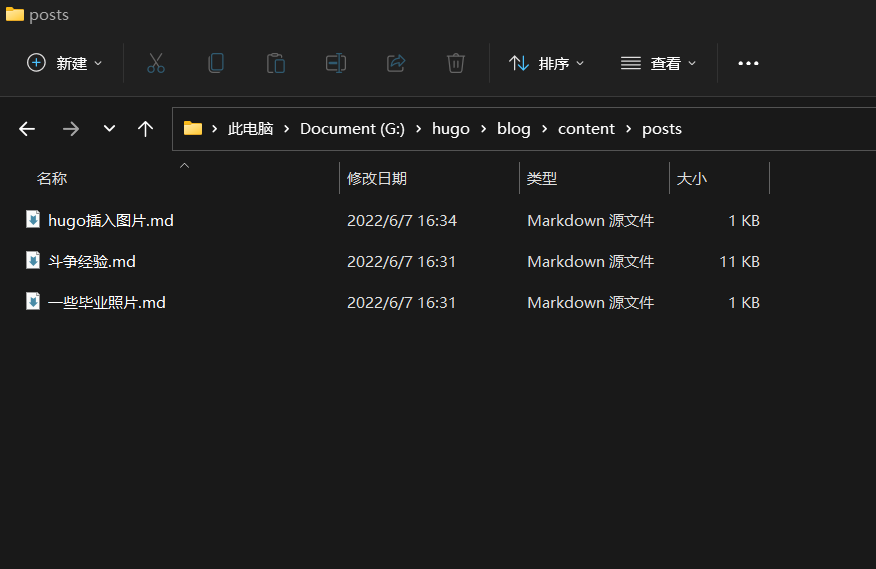 posts
新建 排序 查看
此电脑 Document (G:) hugo blog content posts
名称 修改日期 类型 大小
hugo插入图片.md 2022/6/7 16:34 Markdown 源文件 1 KB
斗争经验.md 2022/6/7 16:31 Markdown 源文件 11 KB
一些毕业照片.md 2022/6/7 16:31 Markdown 源文件 1 KB